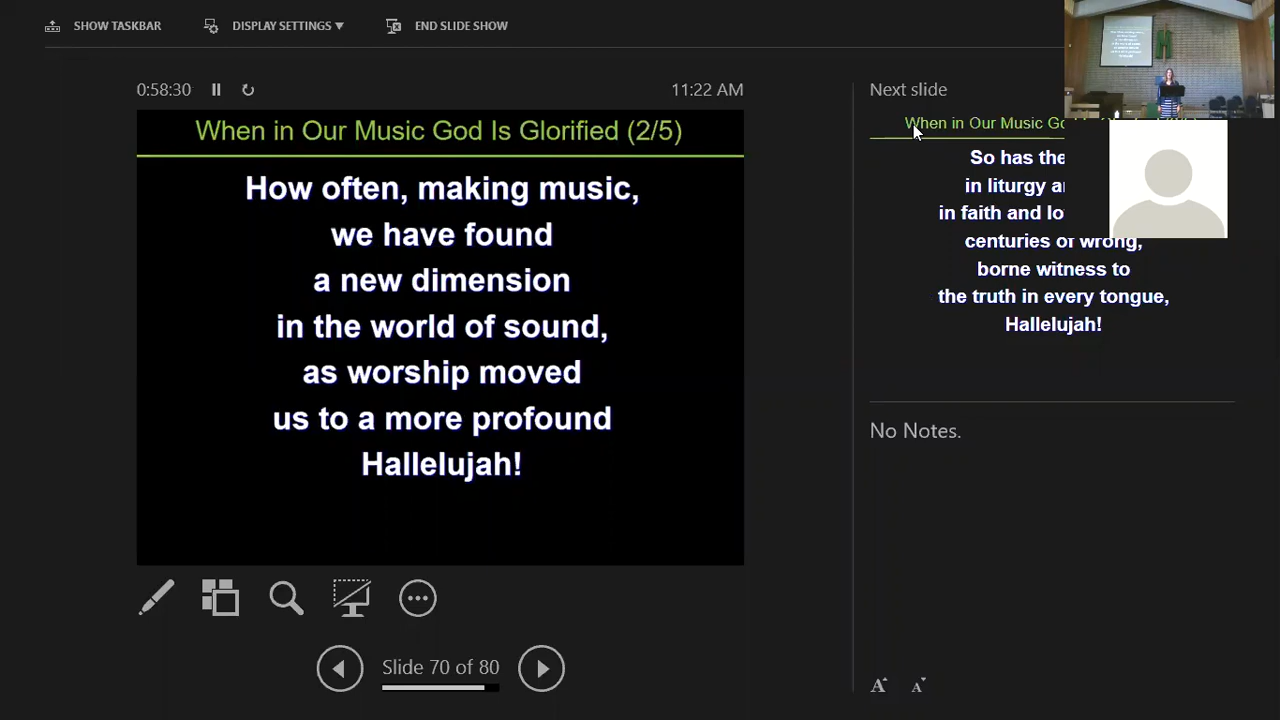 SHOW TASKBAR
DISPLAY SETTINGS
END SLIDE SHOW
0:58:30
11:22 AM
When in Our Music God Is Glorified (2/5)
How often, making music,
we have found
a new dimension
in the world of sound,
as worship moved
us to a more profound
Hallelujah!
Slide 70 of 80
Next slide
When in Our Music
So has the
in liturgy
in faith and
centuries of wrong,
borne witness to
the truth in every tongue,
Hallelujah!
No Notes.
A
A
M